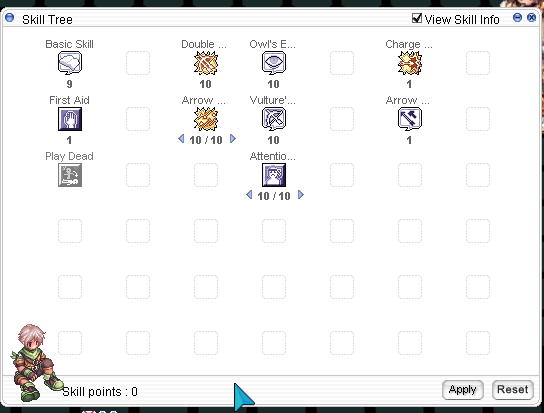 Skill Tree
View Skill Info
Basic Skill
Double ...
Owl's E...
Charge ...
9
10
10
1
First Aid
Arrow ...
Vulture'...
Arrow ...
1
10 / 10
10
1
Play Dead
Attentio...
10 / 10
Skill points : 0
Apply
Reset